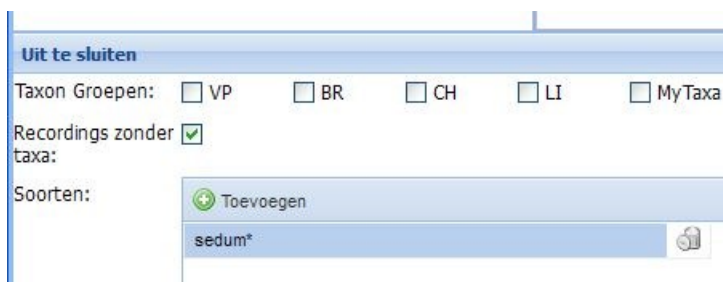 Uit te sluiten
Taxon Groepen: VP BR CH LI MyTaxa
Recordings zonder
taxa:
Soorten:
Toevoegen
sedum*